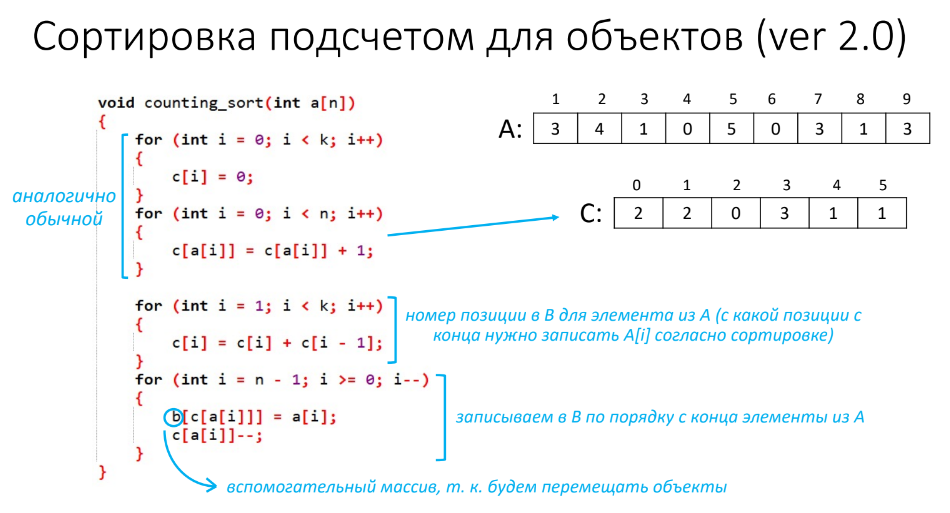 Сортировка подсчетом для объектов (ver 2.0)
void counting_sort(int a[n])
{
for (int i = 0; i < k; i++)
{
c[i] = 0;
}
for (int i = 0; i < n; i++)
{
c[a[i]] = c[a[i]] + 1;
}
for (int i = 1; i < k; i++)
{
c[i] = c[i] + c[i - 1];
}
for (int i = n - 1; i >= 0; i--)
{
b[c[a[i]]] = a[i];
c[a[i]]--;
}
}
аналогично
обычной
1 2 3 4 5 6 7 8 9
A: 3 4 1 0 5 0 3 1 3
0 1 2 3 4 5
C: 2 2 0 3 1 1
номер позиции в B для элемента из A (с какой позиции с
конца нужно записать A[i] согласно сортировке)
записываем в B по порядку с конца элементы из A
вспомогательный массив, т. к. будем перемещать объекты